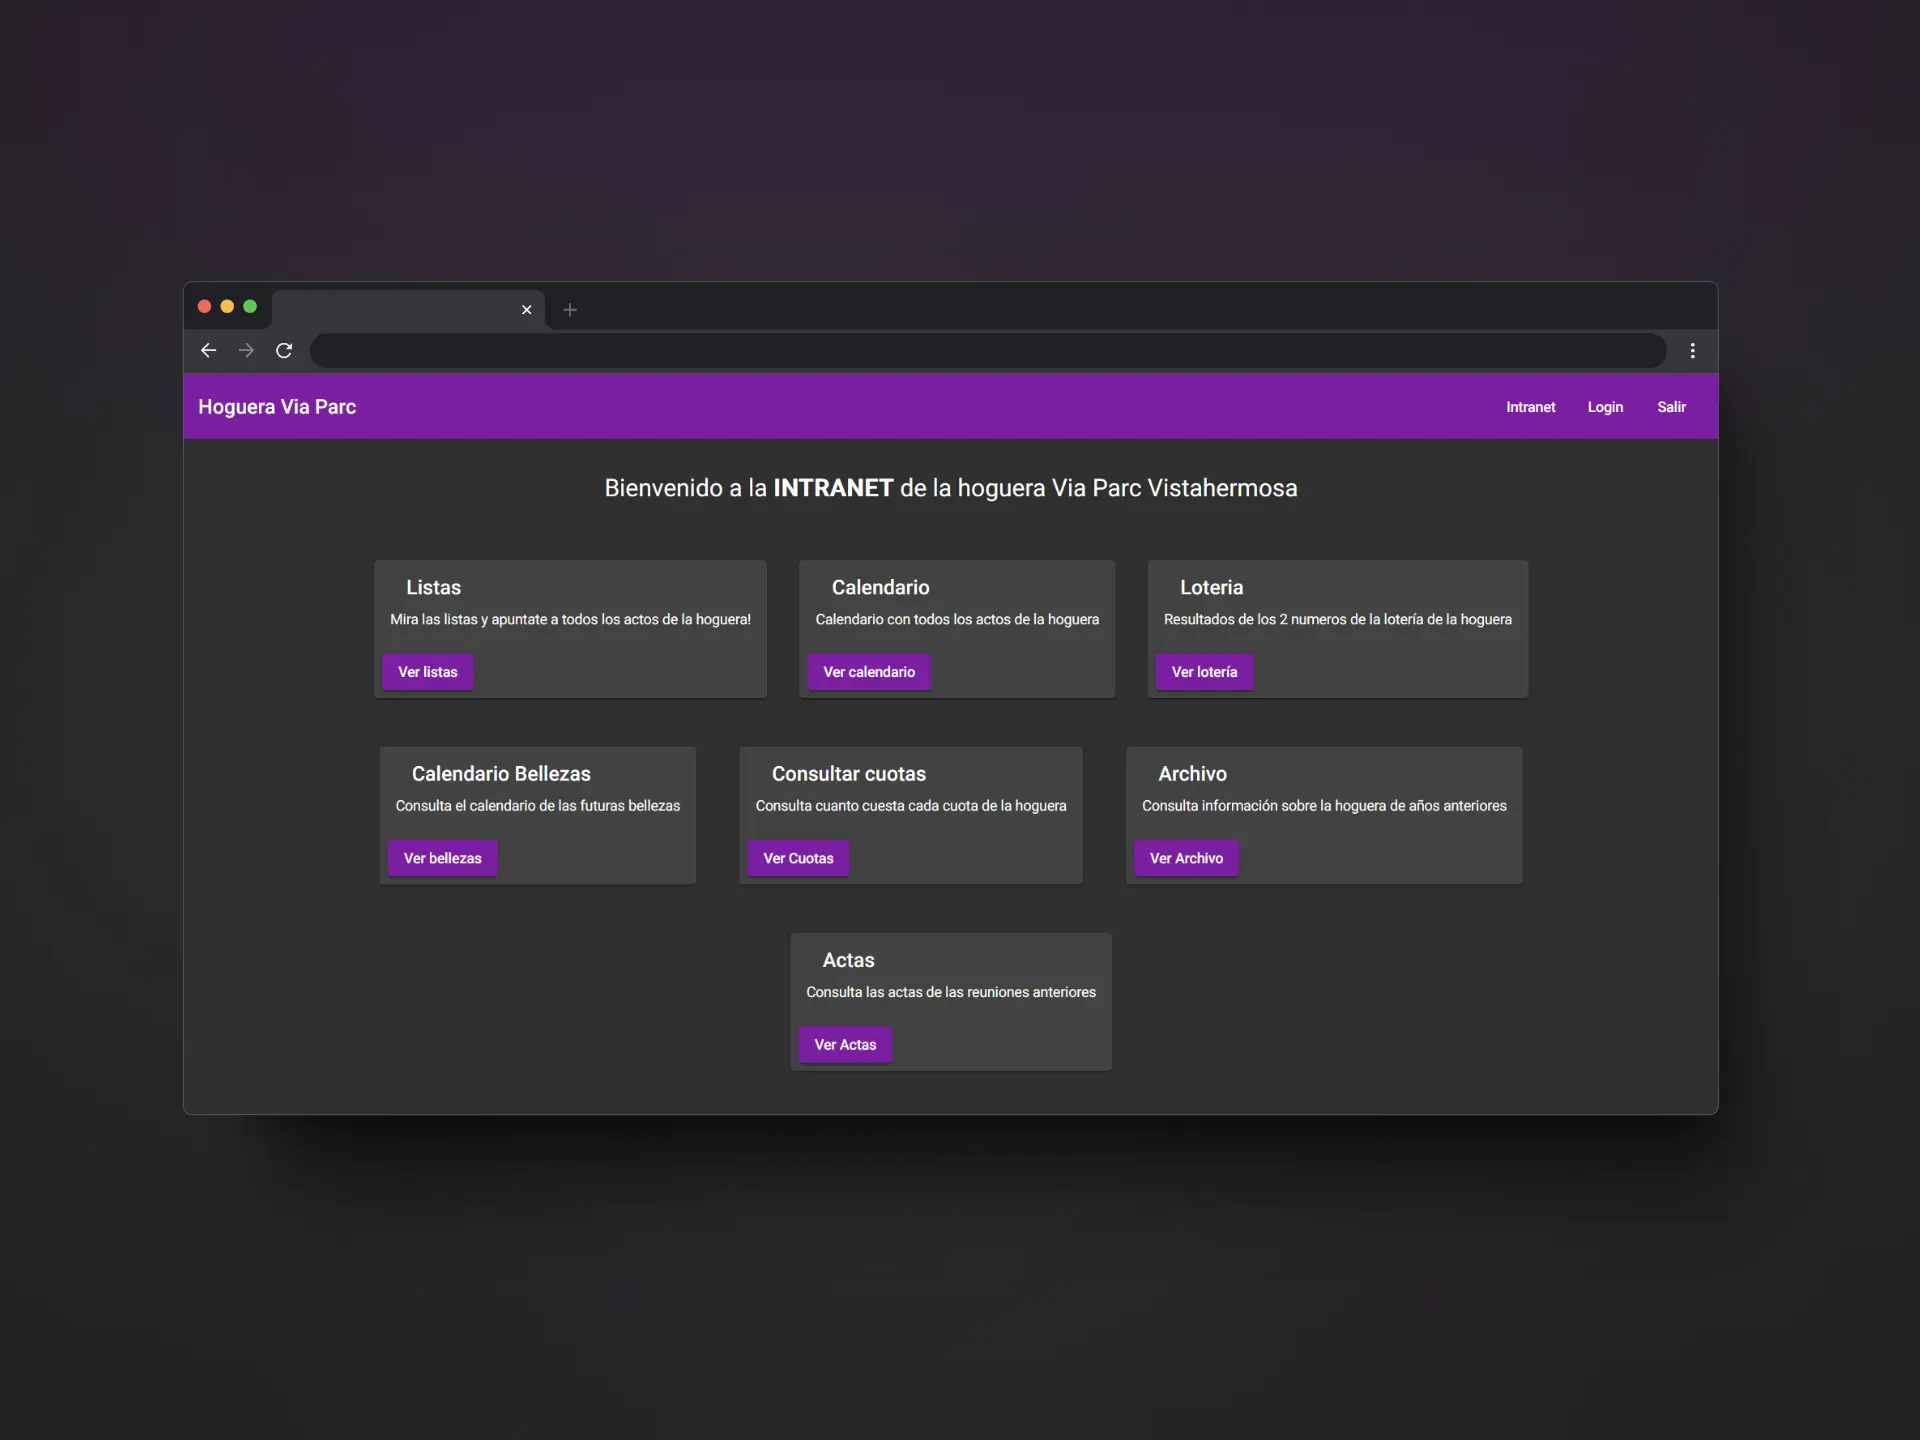 Hoguera Via Parc
Intranet Login Salir
Bienvenido a la INTRANET de la hoguera Via Parc Vistahermosa
Listas
Mira las listas y apuntate a todos los actos de la hoguera!
Ver listas
Calendario
Calendario con todos los actos de la hoguera
Ver calendario
Loteria
Resultados de los 2 numeros de la lotería de la hoguera
Ver lotería
Calendario Bellezas
Consulta el calendario de las futuras bellezas
Ver bellezas
Consultar cuotas
Consulta cuanto cuesta cada cuota de la hoguera
Ver Cuotas
Archivo
Consulta información sobre la hoguera de años anteriores
Ver Archivo
Actas
Consulta las actas de las reuniones anteriores
Ver Actas